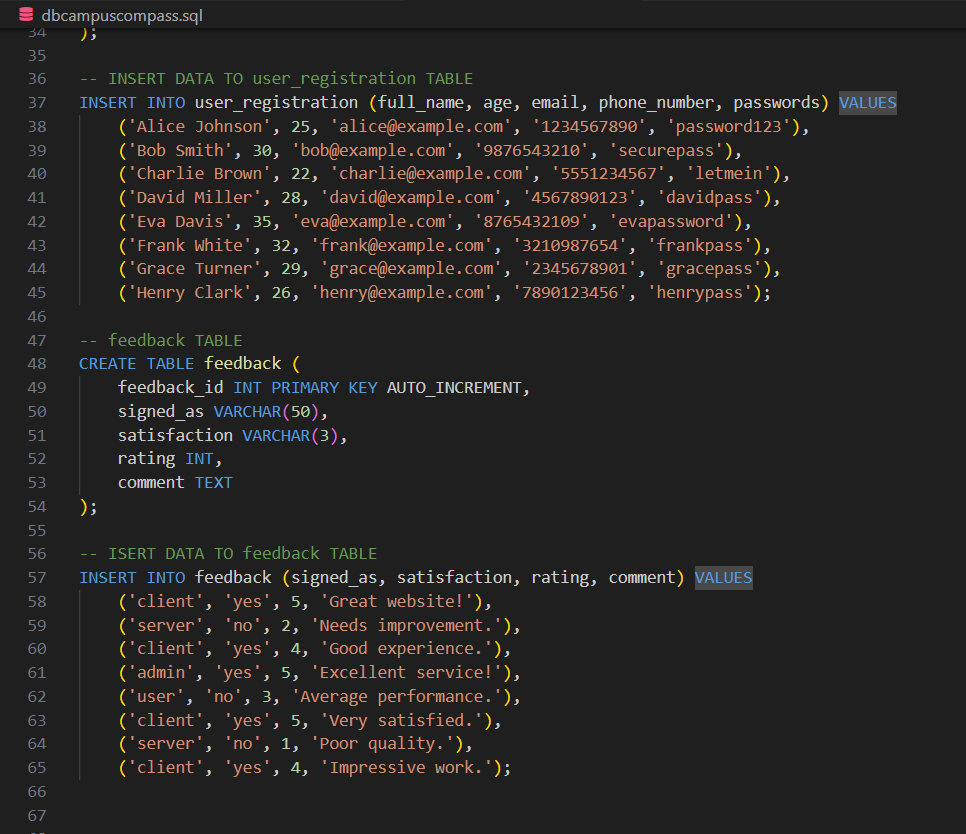 dbcampuscompass.sql
34 );
35
36 -- INSERT DATA TO user_registration TABLE
37 INSERT INTO user_registration (full_name, age, email, phone_number, passwords) VALUES
38 ('Alice Johnson', 25, 'alice@example.com', '1234567890', 'password123'),
39 ('Bob Smith', 30, 'bob@example.com', '9876543210', 'securepass'),
40 ('Charlie Brown', 22, 'charlie@example.com', '5551234567', 'letmein'),
41 ('David Miller', 28, 'david@example.com', '4567890123', 'davidpass'),
42 ('Eva Davis', 35, 'eva@example.com', '8765432109', 'evapassword'),
43 ('Frank White', 32, 'frank@example.com', '3210987654', 'frankpass'),
44 ('Grace Turner', 29, 'grace@example.com', '2345678901', 'gracepass'),
45 ('Henry Clark', 26, 'henry@example.com', '7890123456', 'henrypass');
46
47 -- feedback TABLE
48 CREATE TABLE feedback (
49 feedback_id INT PRIMARY KEY AUTO_INCREMENT,
50 signed_as VARCHAR(50),
51 satisfaction VARCHAR(3),
52 rating INT,
53 comment TEXT
54 );
55
56 -- ISERT DATA TO feedback TABLE
57 INSERT INTO feedback (signed_as, satisfaction, rating, comment) VALUES
58 ('client', 'yes', 5, 'Great website!'),
59 ('server', 'no', 2, 'Needs improvement.'),
60 ('client', 'yes', 4, 'Good experience.'),
61 ('admin', 'yes', 5, 'Excellent service!'),
62 ('user', 'no', 3, 'Average performance.'),
63 ('client', 'yes', 5, 'Very satisfied.'),
64 ('server', 'no', 1, 'Poor quality.'),
65 ('client', 'yes', 4, 'Impressive work.');
66
67